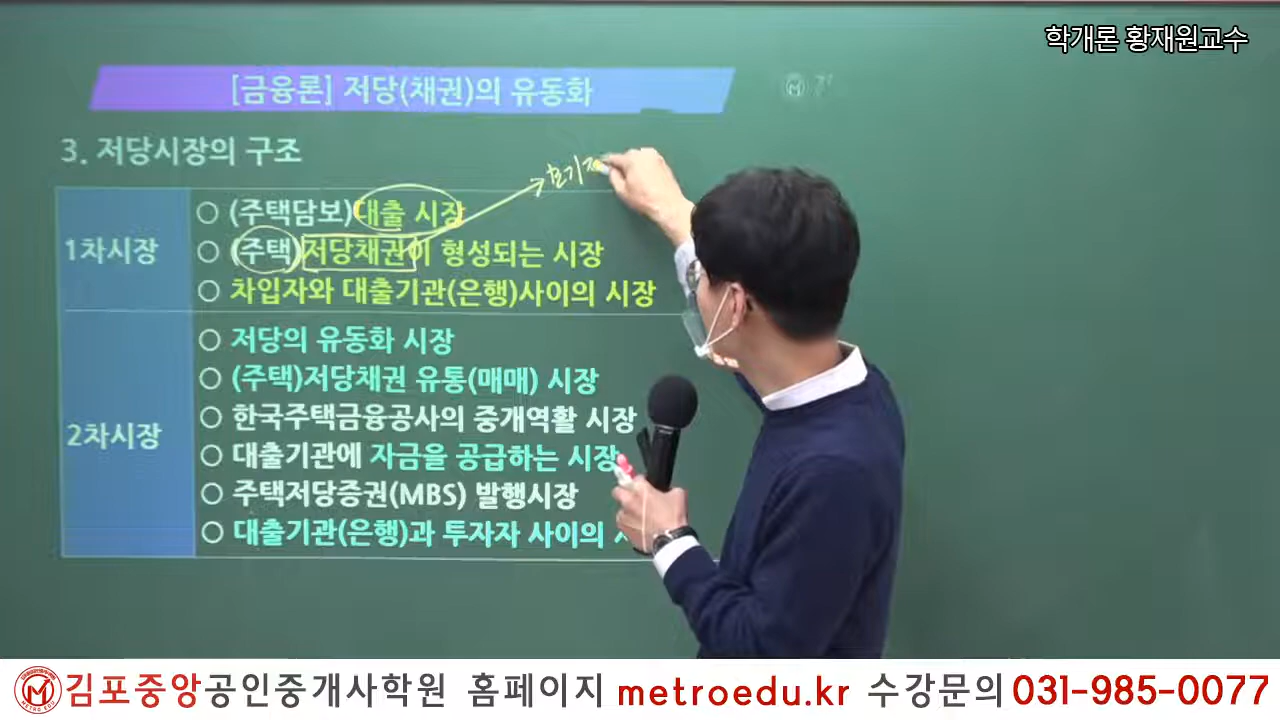 학개론 황재원교수
[금융론] 저당(채권)의 유동화
3. 저당시장의 구조
1차시장
○ (주택담보)대출 시장
○ (주택)저당채권이 형성되는 시장
○ 차입자와 대출기관(은행)사이의 시장
2차시장
○ 저당의 유동화 시장
○ (주택)저당채권 유통(매매) 시장
○ 한국주택금융공사의 중개역활 시장
○ 대출기관에 자금을 공급하는 시장
○ 주택저당증권(MBS) 발행시장
○ 대출기관(은행)과 투자자 사이의
METRO EDU
김포중앙공인중개사학원 홈페이지 metroedu.kr 수강문의 031-985-0077